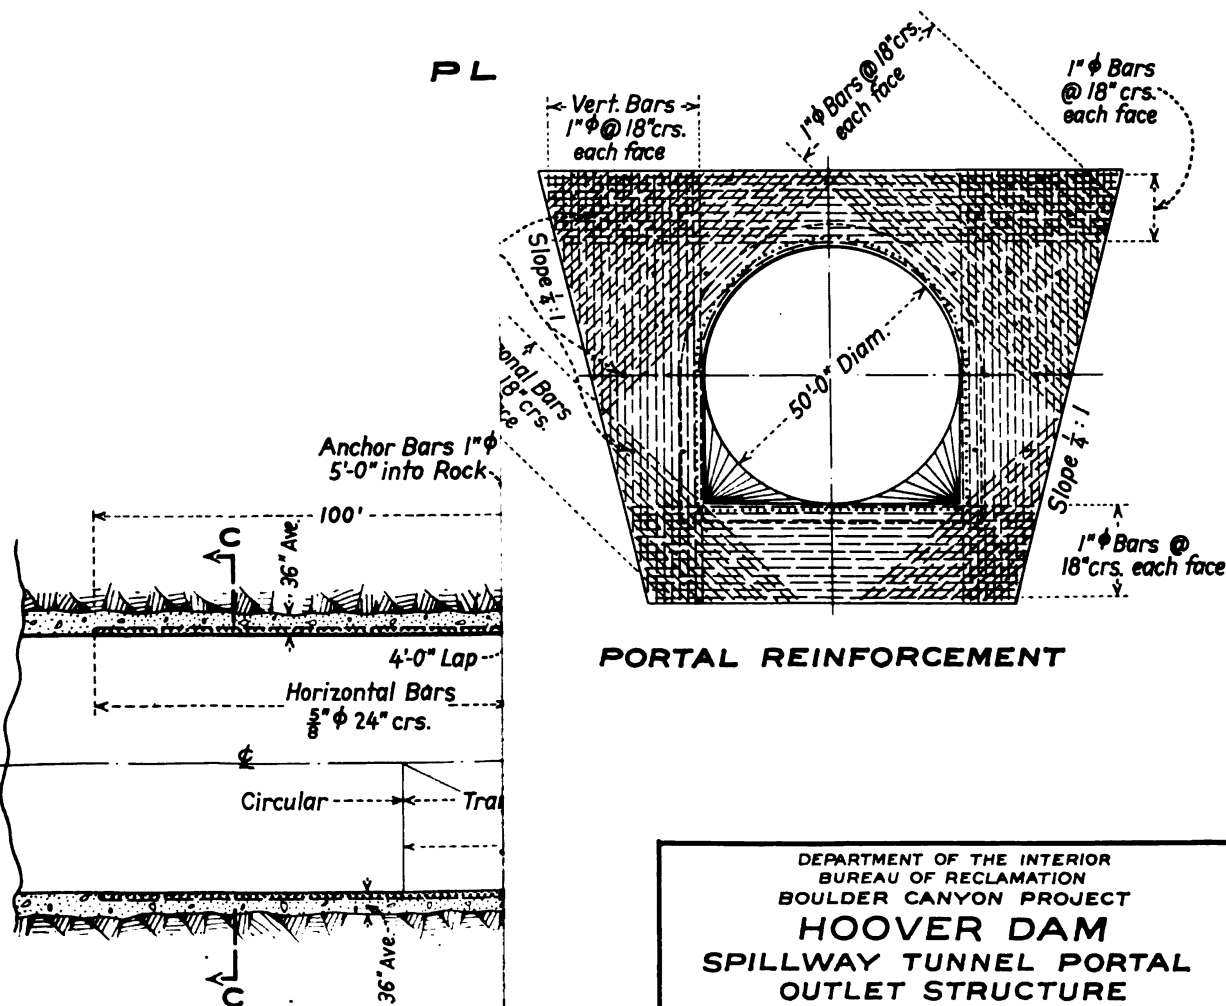 PL
Vert. Bars
1"ϕ @ 18"crs.
each face
1"ϕ Bars @ 18"crs.
each face
1"ϕ Bars
@ 18" crs.
each face
Slope ¼:1
Bars
18"crs.
50'-0" Diam.
Slope ¼:1
Anchor Bars 1"ϕ
5'-0" into Rock
100'
C
36" Ave.
1"ϕ Bars @
18"crs. each face
PORTAL REINFORCEMENT
4'-0" Lap
Horizontal Bars
⅝"ϕ 24" crs.
℄
Circular
36" Ave.
C
DEPARTMENT OF THE INTERIOR
BUREAU OF RECLAMATION
BOULDER CANYON PROJECT
HOOVER DAM
SPILLWAY TUNNEL PORTAL
OUTLET STRUCTURE